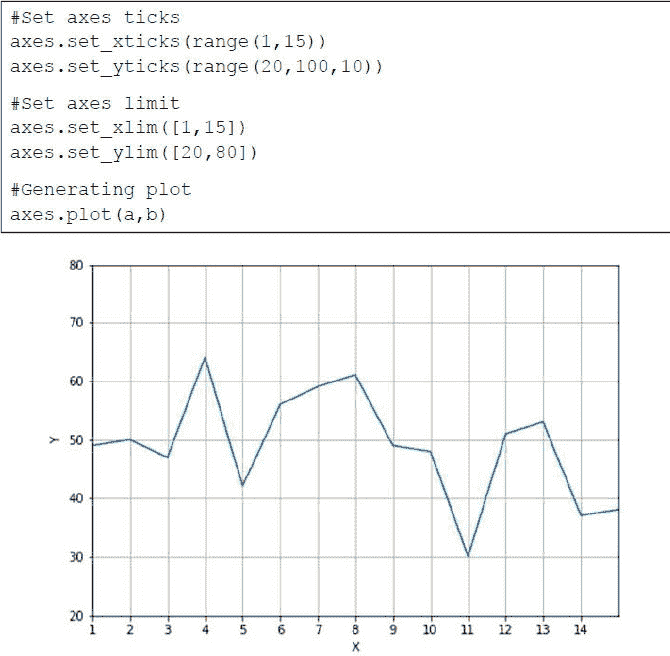 #Set axes ticks
axes.set_xticks(range(1,15))
axes.set_yticks(range(20,100,10))
#Set axes limit
axes.set_xlim([1,15])
axes.set_ylim([20,80])
#Generating plot
axes.plot(a,b)
80
70
60
50
40
30
20
Y
1 2 3 4 5 6 7 8 9 10 11 12 13 14
X